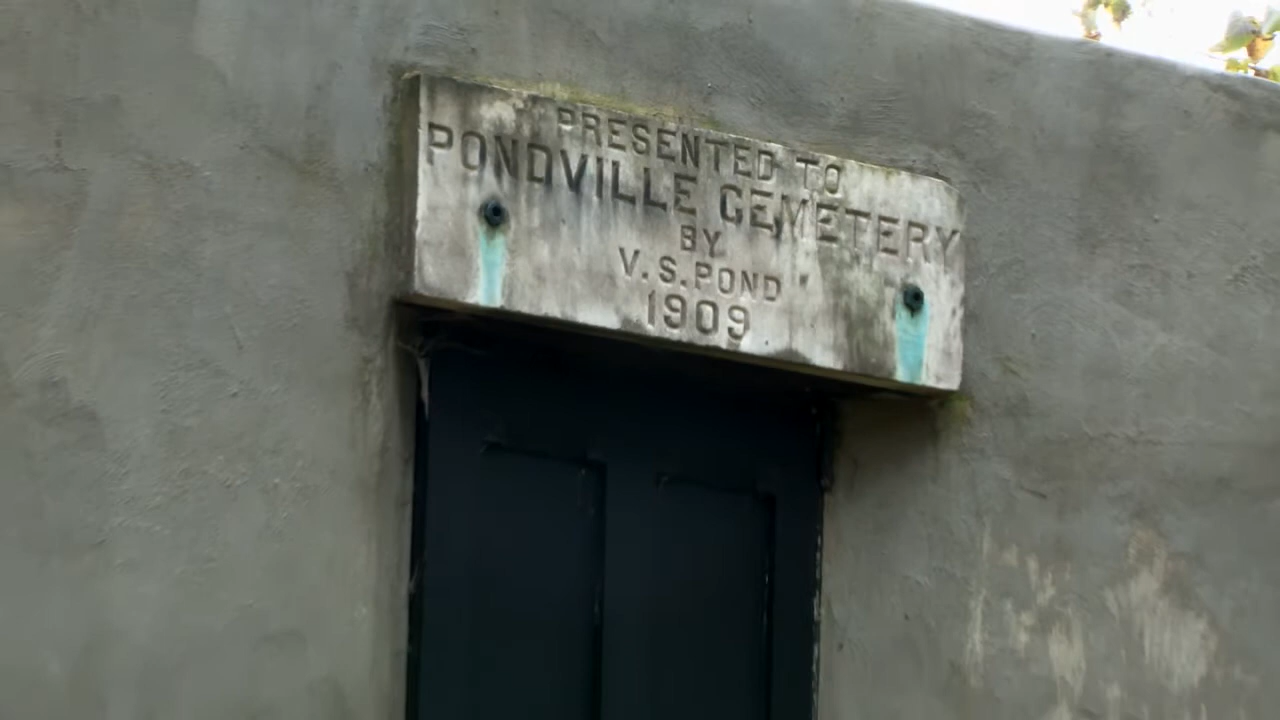 PRESENTED TO
PONDVILLE CEMETERY
BY
V. S. POND
1909